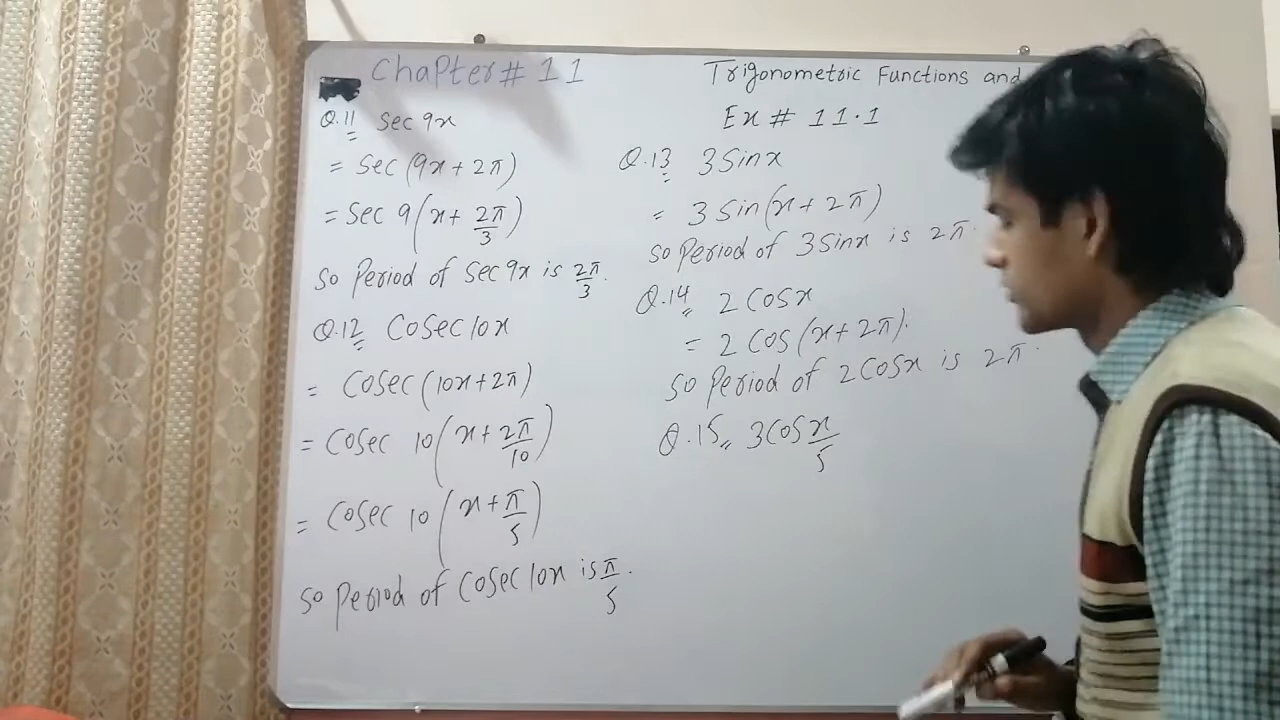 Chapter # 11
Trigonometric Functions and
Ex # 11.1
Q.11 Sec 9x
= Sec (9x + 2π)
= Sec 9 (x + 2π/3)
So Period of Sec 9x is 2π/3.
Q.12 Cosec 10x
= Cosec (10x + 2π)
= Cosec 10 (x + 2π/10)
= Cosec 10 (x + π/5)
So Period of Cosec 10x is π/5.
Q.13 3 Sin x
= 3 Sin (x + 2π)
So Period of 3 Sin x is 2π.
Q.14 2 Cos x
= 2 Cos (x + 2π).
So Period of 2 Cos x is 2π.
Q.15 3 Cos x/5